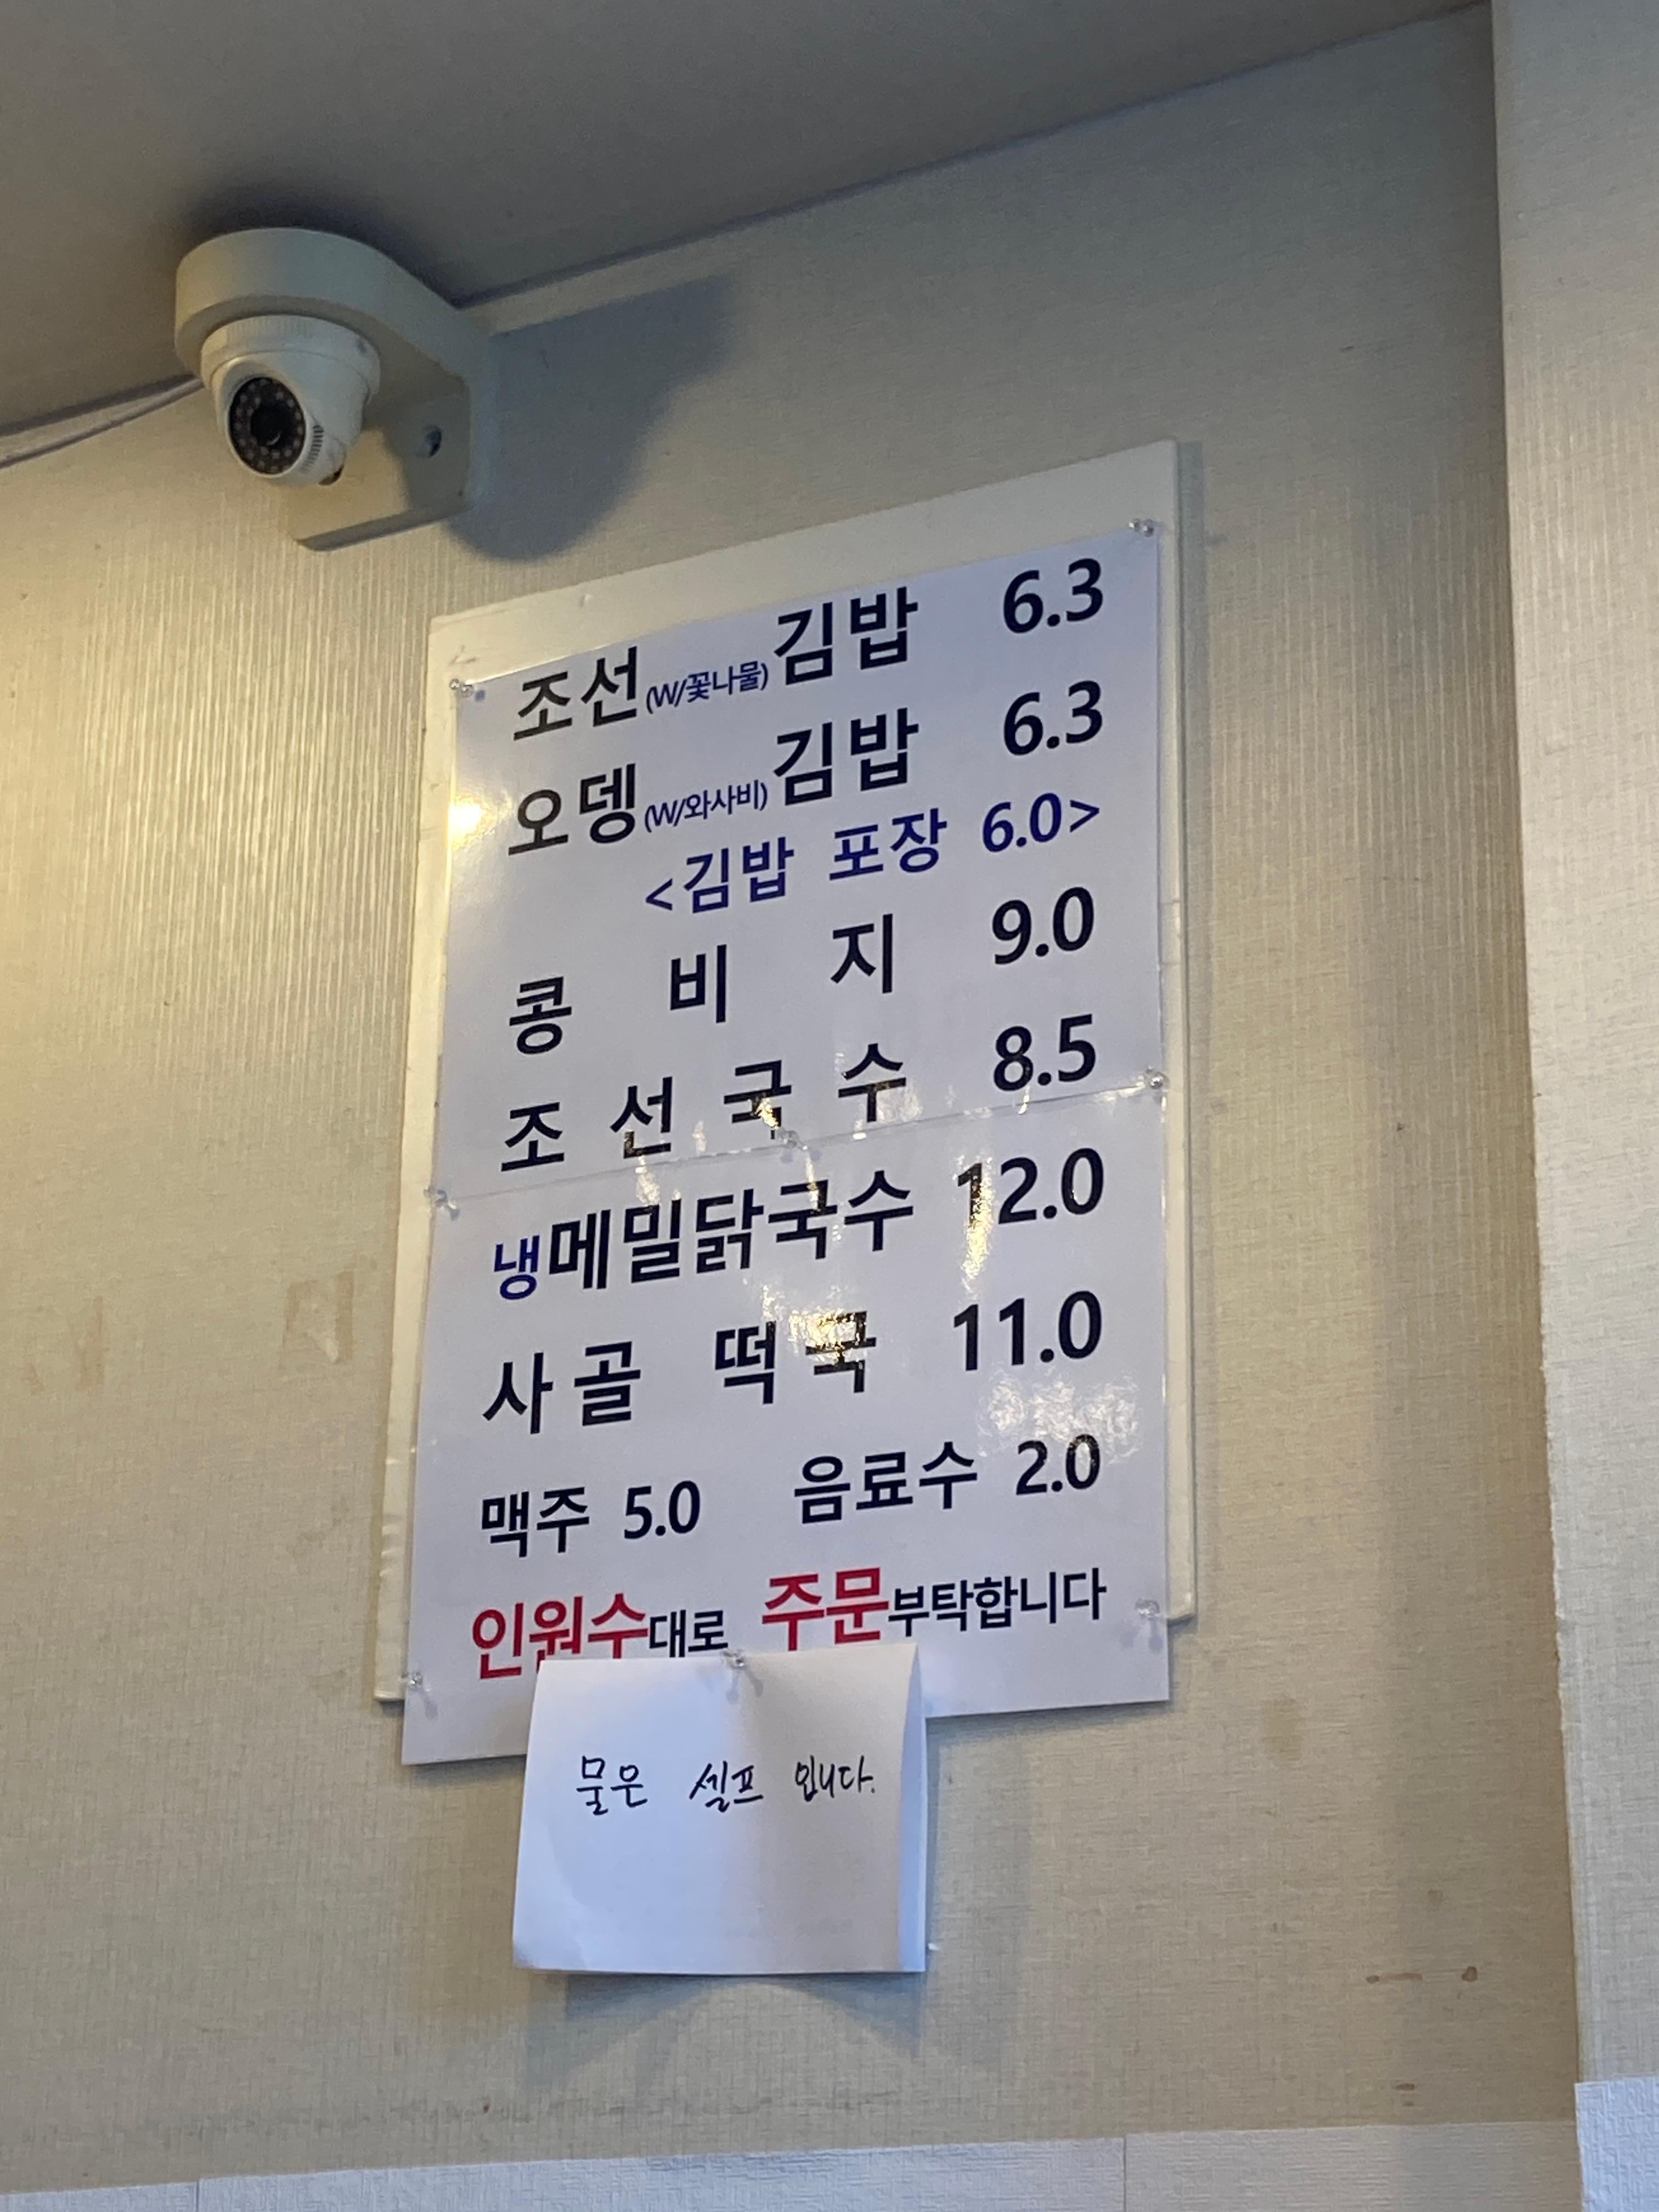 조선(W/꽃나물)김밥 6.3
오뎅(W/와사비)김밥 6.3
<김밥 포장 6.0>
콩 비 지 9.0
조 선 국 수 8.5
냉메밀닭국수 12.0
사골 떡국 11.0
맥주 5.0 음료수 2.0
인원수대로 주문부탁합니다
물은 셀프 입니다.